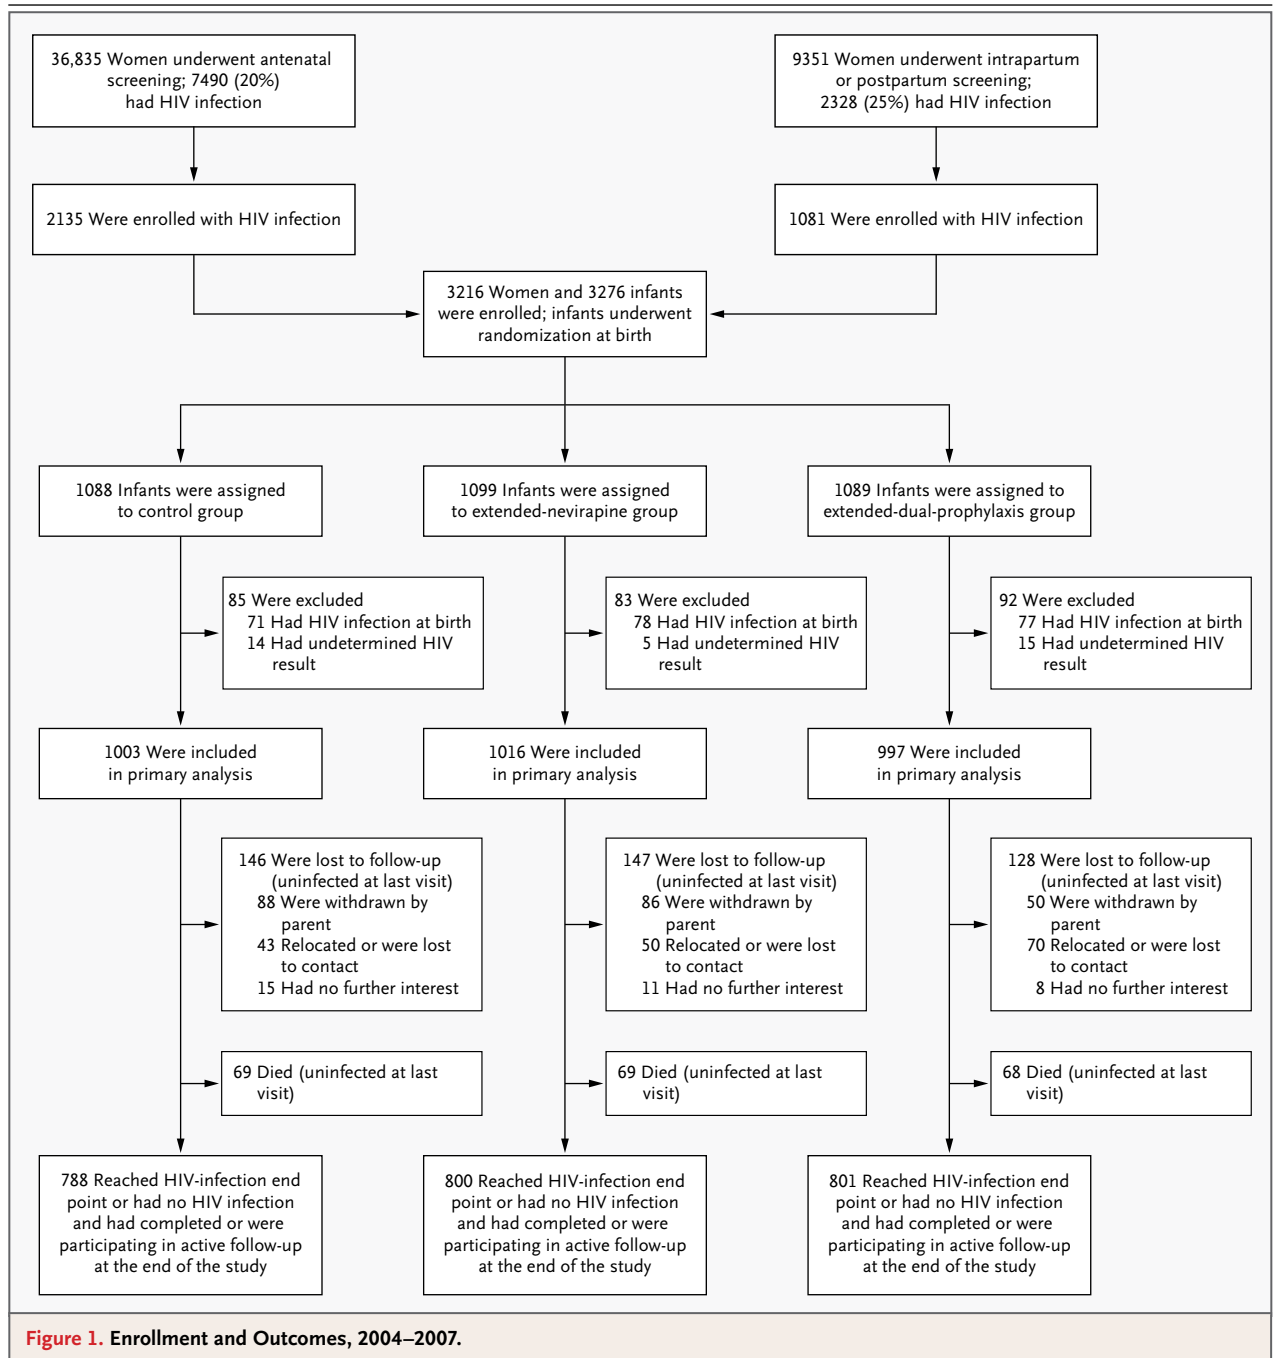 36,835 Women underwent antenatal
screening; 7490 (20%)
had HIV infection
9351 Women underwent intrapartum
or postpartum screening;
2328 (25%) had HIV infection
2135 Were enrolled with HIV infection
1081 Were enrolled with HIV infection
3216 Women and 3276 infants
were enrolled; infants underwent
randomization at birth
1088 Infants were assigned
to control group
1099 Infants were assigned
to extended-nevirapine group
1089 Infants were assigned to
extended-dual-prophylaxis group
85 Were excluded
71 Had HIV infection at birth
14 Had undetermined HIV
result
83 Were excluded
78 Had HIV infection at birth
5 Had undetermined HIV
result
92 Were excluded
77 Had HIV infection at birth
15 Had undetermined HIV
result
1003 Were included
in primary analysis
1016 Were included
in primary analysis
997 Were included
in primary analysis
146 Were lost to follow-up
(uninfected at last visit)
88 Were withdrawn by
parent
43 Relocated or were lost
to contact
15 Had no further interest
147 Were lost to follow-up
(uninfected at last visit)
86 Were withdrawn by
parent
50 Relocated or were lost
to contact
11 Had no further interest
128 Were lost to follow-up
(uninfected at last visit)
50 Were withdrawn by
parent
70 Relocated or were lost
to contact
8 Had no further interest
69 Died (uninfected at last
visit)
69 Died (uninfected at last
visit)
68 Died (uninfected at last
visit)
788 Reached HIV-infection end
point or had no HIV infection
and had completed or were
participating in active follow-up
at the end of the study
800 Reached HIV-infection end
point or had no HIV infection
and had completed or were
participating in active follow-up
at the end of the study
801 Reached HIV-infection end
point or had no HIV infection
and had completed or were
participating in active follow-up
at the end of the study
Figure 1. Enrollment and Outcomes, 2004–2007.